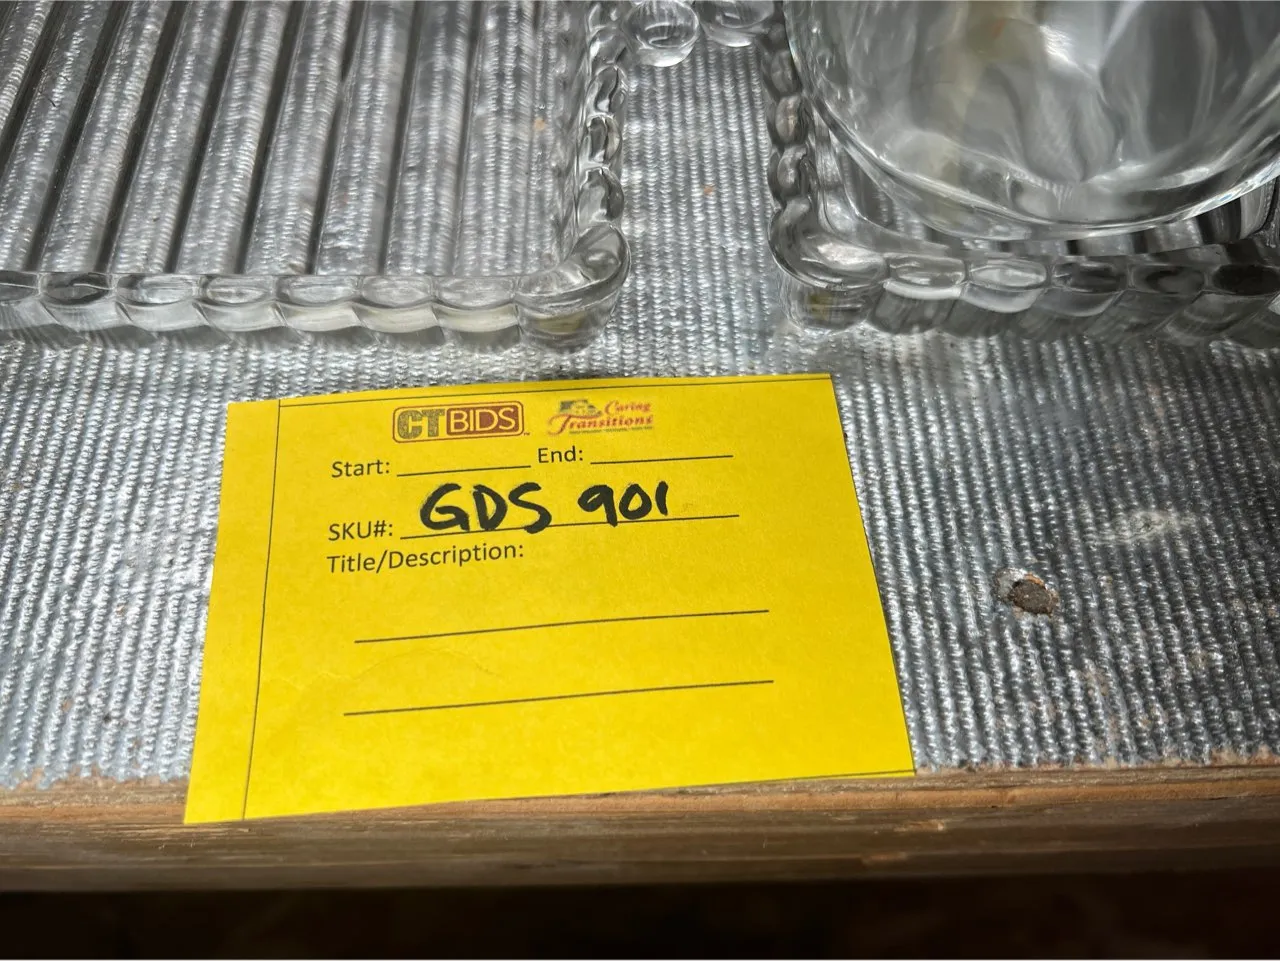 CTBIDS Caring Transitions
Start: End:
SKU#: GDS 901
Title/Description: